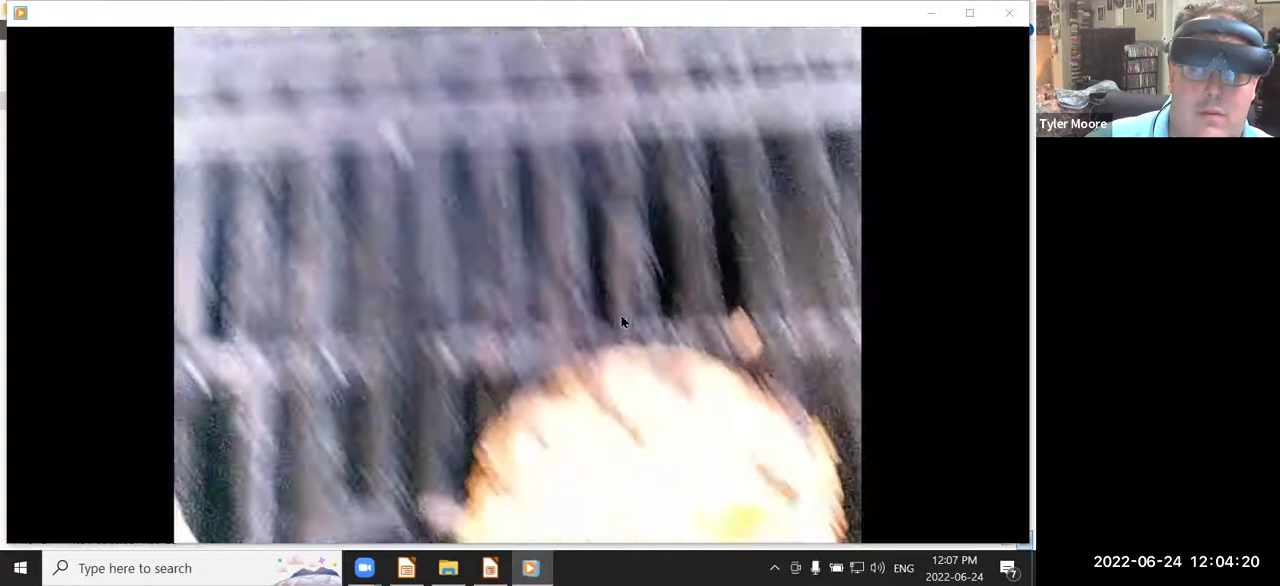 Tyler Moore
Type here to search
ENG
12:07 PM
2022-06-24
7
2022-06-24 12:04:20